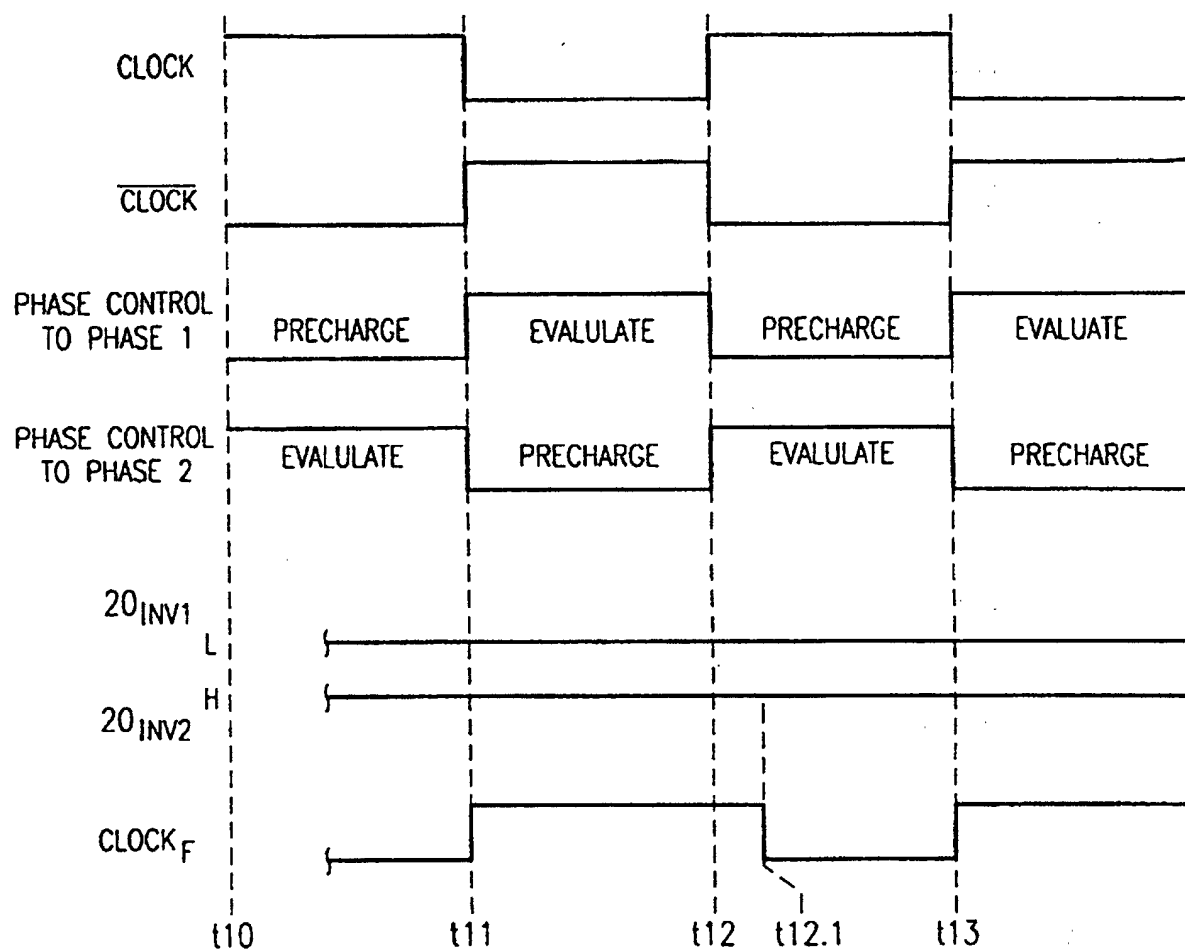 CLOCK
CLOCK
PHASE CONTROL
TO PHASE 1
PRECHARGE EVALULATE PRECHARGE EVALUATE
PHASE CONTROL
TO PHASE 2
EVALULATE PRECHARGE EVALULATE PRECHARGE
20INV1
L
H
20INV2
CLOCKF
t10 t11 t12 t12.1 t13